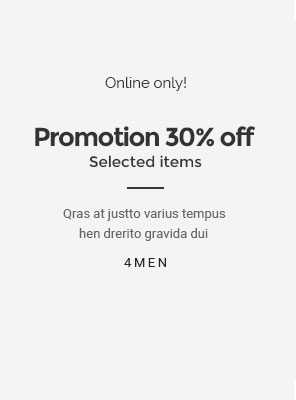 Online only!
Promotion 30% off
Selected items
Qras at justto varius tempus
hen drerito gravida dui
4MEN